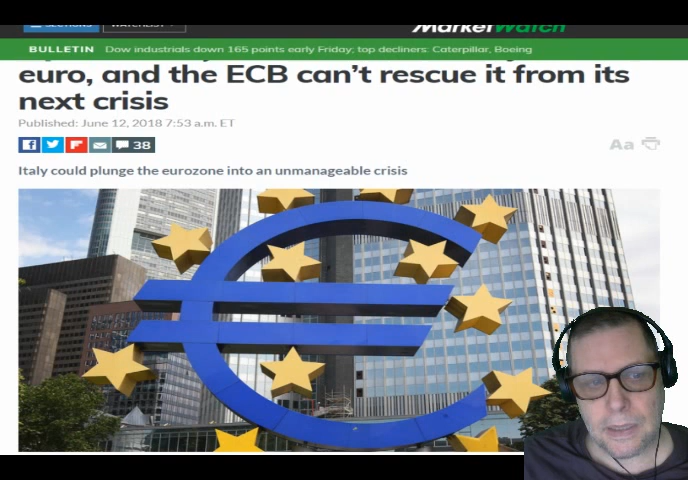 SECTIONS WATCHLIST
MarketWatch
BULLETIN Dow industrials down 165 points early Friday; top decliners: Caterpillar, Boeing
euro, and the ECB can’t rescue it from its
next crisis
Published: June 12, 2018 7:53 a.m. ET
38
Aa
Italy could plunge the eurozone into an unmanageable crisis